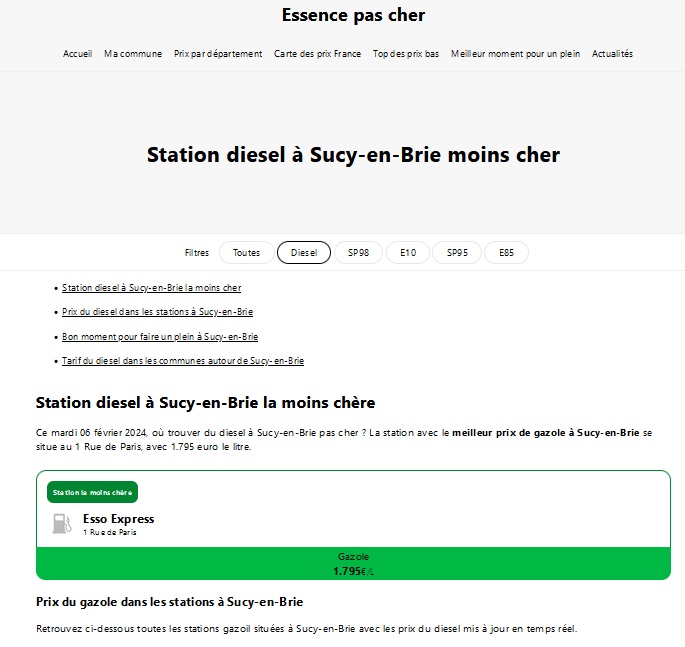 Essence pas cher
Accueil Ma commune Prix par département Carte des prix France Top des prix bas Meilleur moment pour un plein Actualités
Station diesel à Sucy-en-Brie moins cher
Filtres Toutes Diesel SP98 E10 SP95 E85
• Station diesel à Sucy-en-Brie la moins cher
• Prix du diesel dans les stations à Sucy-en-Brie
• Bon moment pour faire un plein à Sucy-en-Brie
• Tarif du diesel dans les communes autour de Sucy-en-Brie
Station diesel à Sucy-en-Brie la moins chère
Ce mardi 06 février 2024, où trouver du diesel à Sucy-en-Brie pas cher ? La station avec le meilleur prix de gazole à Sucy-en-Brie se
situe au 1 Rue de Paris, avec 1.795 euro le litre.
Station la moins chère
Esso Express
1 Rue de Paris
Gazole
1.795€/L
Prix du gazole dans les stations à Sucy-en-Brie
Retrouvez ci-dessous toutes les stations gazoil situées à Sucy-en-Brie avec les prix du diesel mis à jour en temps réel.